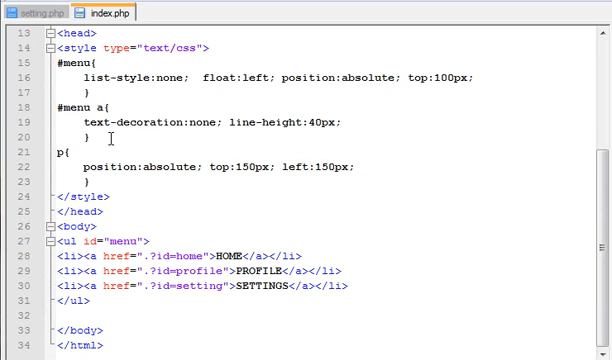 setting.php index.php
13 <head>
14 <style type="text/css">
15 #menu{
16 list-style:none; float:left; position:absolute; top:100px;
17 }
18 #menu a{
19 text-decoration:none; line-height:40px;
20 }
21 p{
22 position:absolute; top:150px; left:150px;
23 }
24 </style>
25 </head>
26 <body>
27 <ul id="menu">
28 <li><a href=".?id=home">HOME</a></li>
29 <li><a href=".?id=profile">PROFILE</a></li>
30 <li><a href=".?id=setting">SETTINGS</a></li>
31 </ul>
32
33 </body>
34 </html>